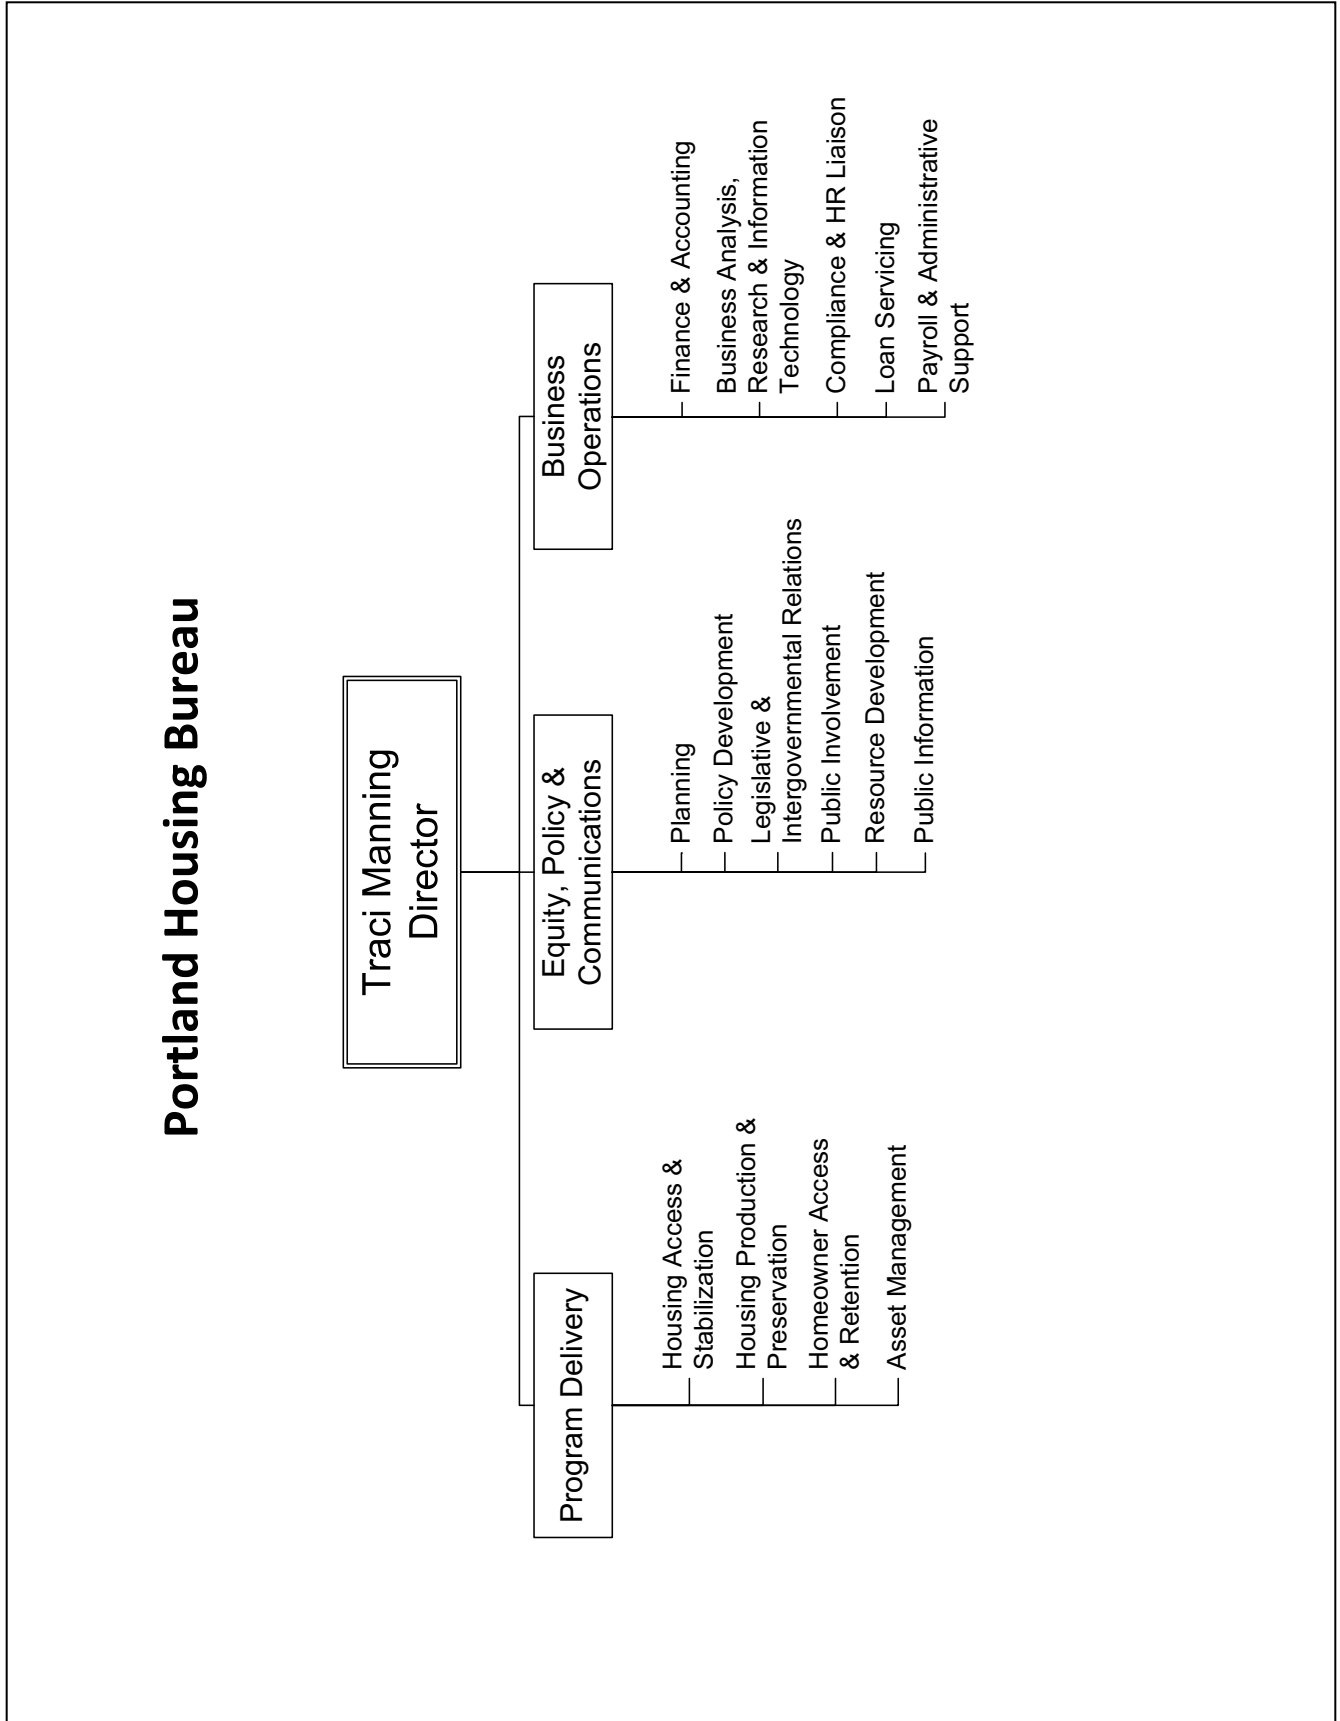 Portland Housing Bureau
Traci Manning
Director
Program Delivery
Housing Access &
Stabilization
Housing Production &
Preservation
Homeowner Access
& Retention
Asset Management
Equity, Policy &
Communications
Planning
Policy Development
Legislative &
Intergovernmental Relations
Public Involvement
Resource Development
Public Information
Business
Operations
Finance & Accounting
Business Analysis,
Research & Information
Technology
Compliance & HR Liaison
Loan Servicing
Payroll & Administrative
Support